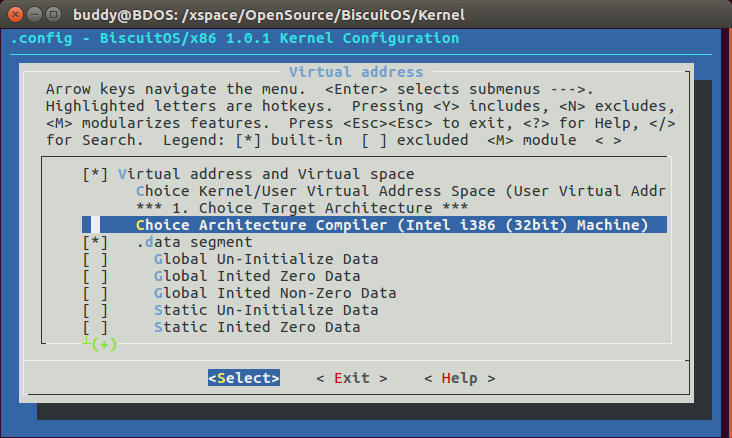 buddy@BDOS: /xspace/OpenSource/BiscuitOS/Kernel
.config - BiscuitOS/x86 1.0.1 Kernel Configuration
Virtual address
Arrow keys navigate the menu.  <Enter> selects submenus --->.
Highlighted letters are hotkeys.  Pressing <Y> includes, <N> excludes,
<M> modularizes features.  Press <Esc><Esc> to exit, <?> for Help, </>
for Search.  Legend: [*] built-in  [ ] excluded  <M> module  < >
[*] Virtual address and Virtual space
Choice Kernel/User Virtual Address Space (User Virtual Addr
*** 1. Choice Target Architecture ***
Choice Architecture Compiler (Intel i386 (32bit) Machine)
[*]   .data segment
[ ]     Global Un-Initialize Data
[ ]     Global Inited Zero Data
[ ]     Global Inited Non-Zero Data
[ ]     Static Un-Initialize Data
[ ]     Static Inited Zero Data
(+)
<Select>    < Exit >    < Help >